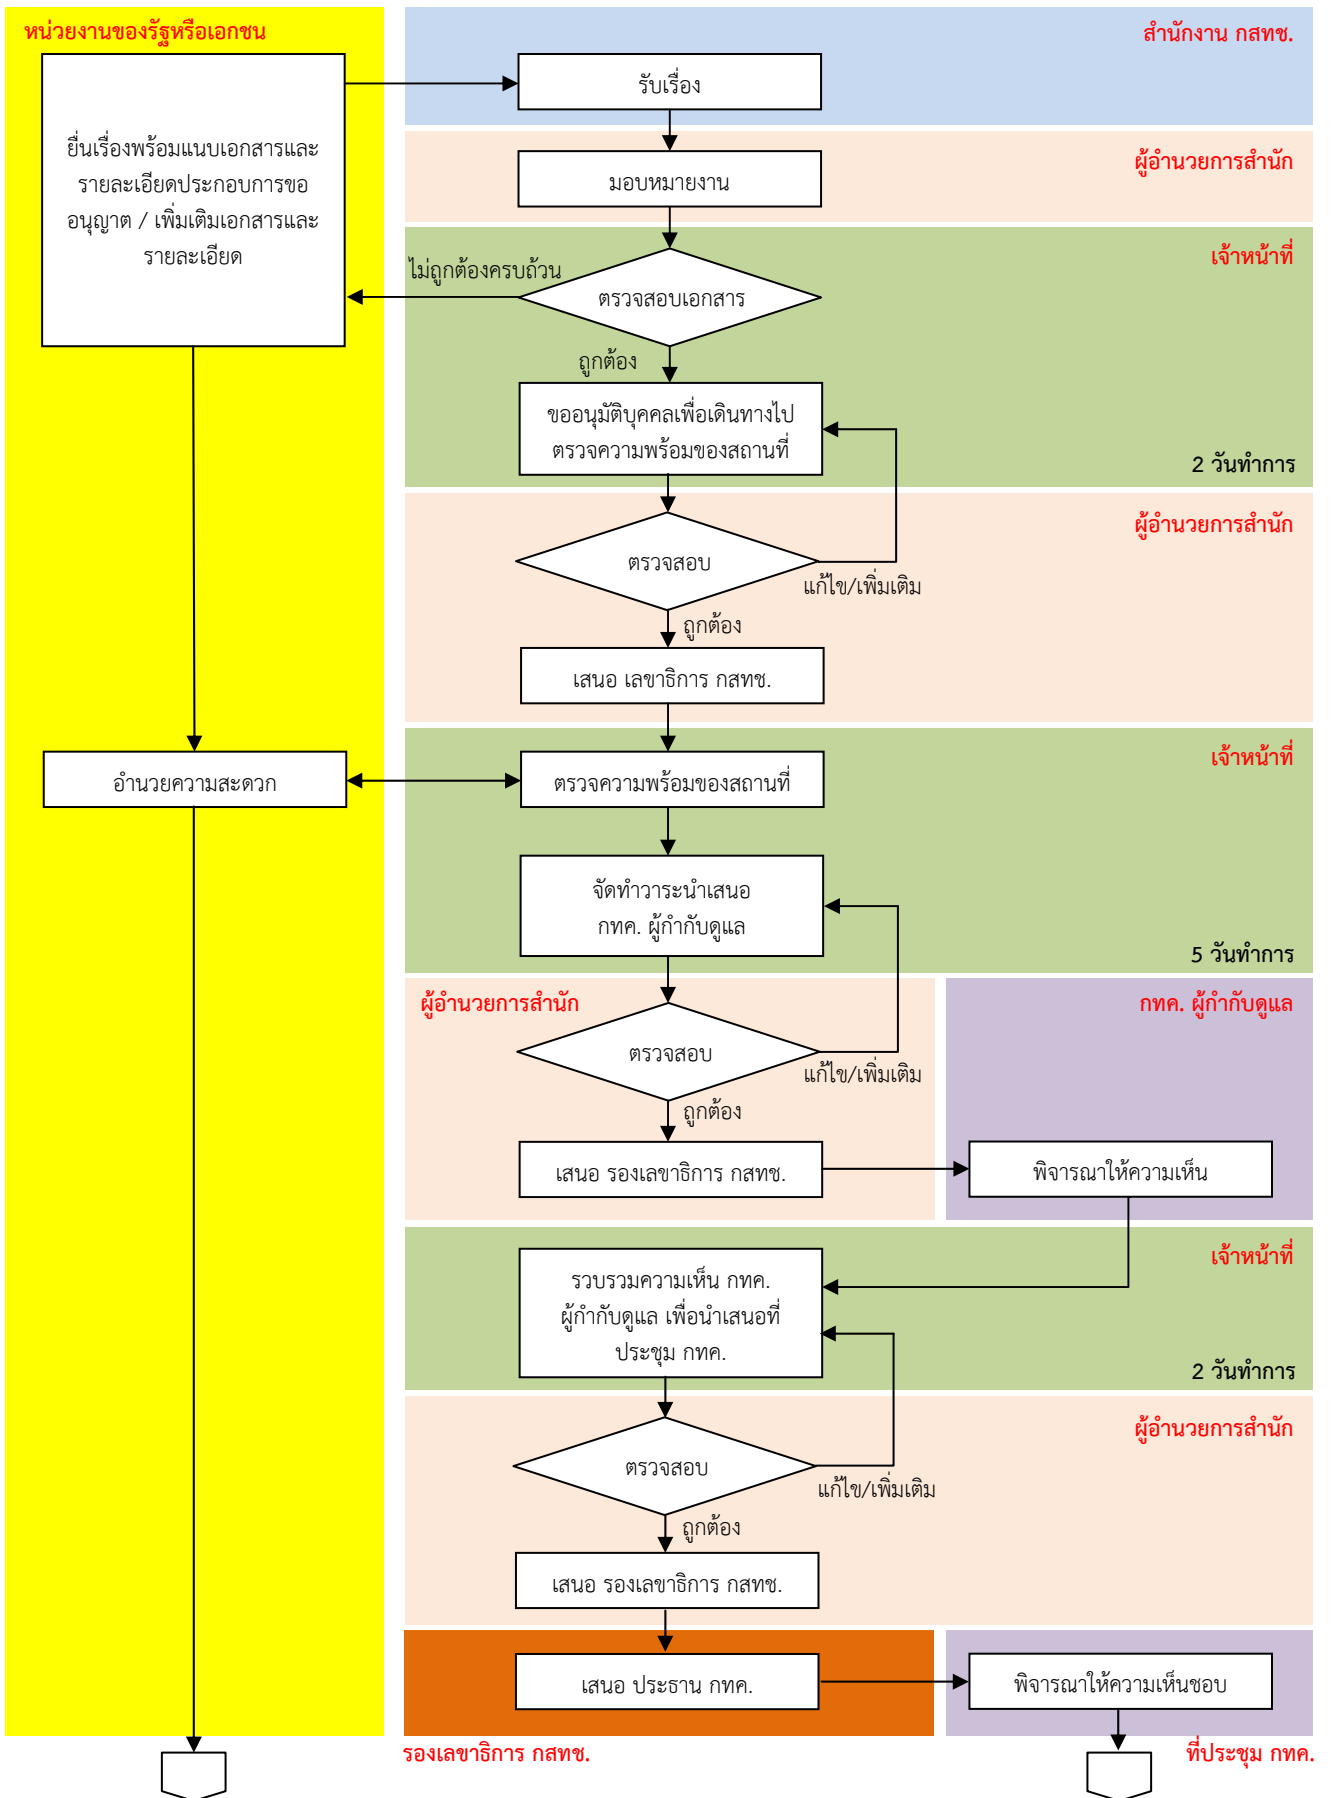 หน่วยงานของรัฐหรือเอกชน
สำนักงาน กสทช.
รับเรื่อง
ยื่นเรื่องพร้อมแนบเอกสารและ
รายละเอียดประกอบการขอ
อนุญาต / เพิ่มเติมเอกสารและ
รายละเอียด
ผู้อำนวยการสำนัก
มอบหมายงาน
เจ้าหน้าที่
ไม่ถูกต้องครบถ้วน
ตรวจสอบเอกสาร
ถูกต้อง
ขออนุมัติบุคคลเพื่อเดินทางไป
ตรวจความพร้อมของสถานที่
2 วันทำการ
ผู้อำนวยการสำนัก
ตรวจสอบ
แก้ไข/เพิ่มเติม
ถูกต้อง
เสนอ เลขาธิการ กสทช.
เจ้าหน้าที่
อำนวยความสะดวก
ตรวจความพร้อมของสถานที่
จัดทำวาระนำเสนอ
กทค. ผู้กำกับดูแล
5 วันทำการ
ผู้อำนวยการสำนัก
กทค. ผู้กำกับดูแล
ตรวจสอบ
แก้ไข/เพิ่มเติม
ถูกต้อง
เสนอ รองเลขาธิการ กสทช.
พิจารณาให้ความเห็น
เจ้าหน้าที่
รวบรวมความเห็น กทค.
ผู้กำกับดูแล เพื่อนำเสนอที่
ประชุม กทค.
2 วันทำการ
ผู้อำนวยการสำนัก
ตรวจสอบ
แก้ไข/เพิ่มเติม
ถูกต้อง
เสนอ รองเลขาธิการ กสทช.
เสนอ ประธาน กทค.
พิจารณาให้ความเห็นชอบ
รองเลขาธิการ กสทช.
ที่ประชุม กทค.